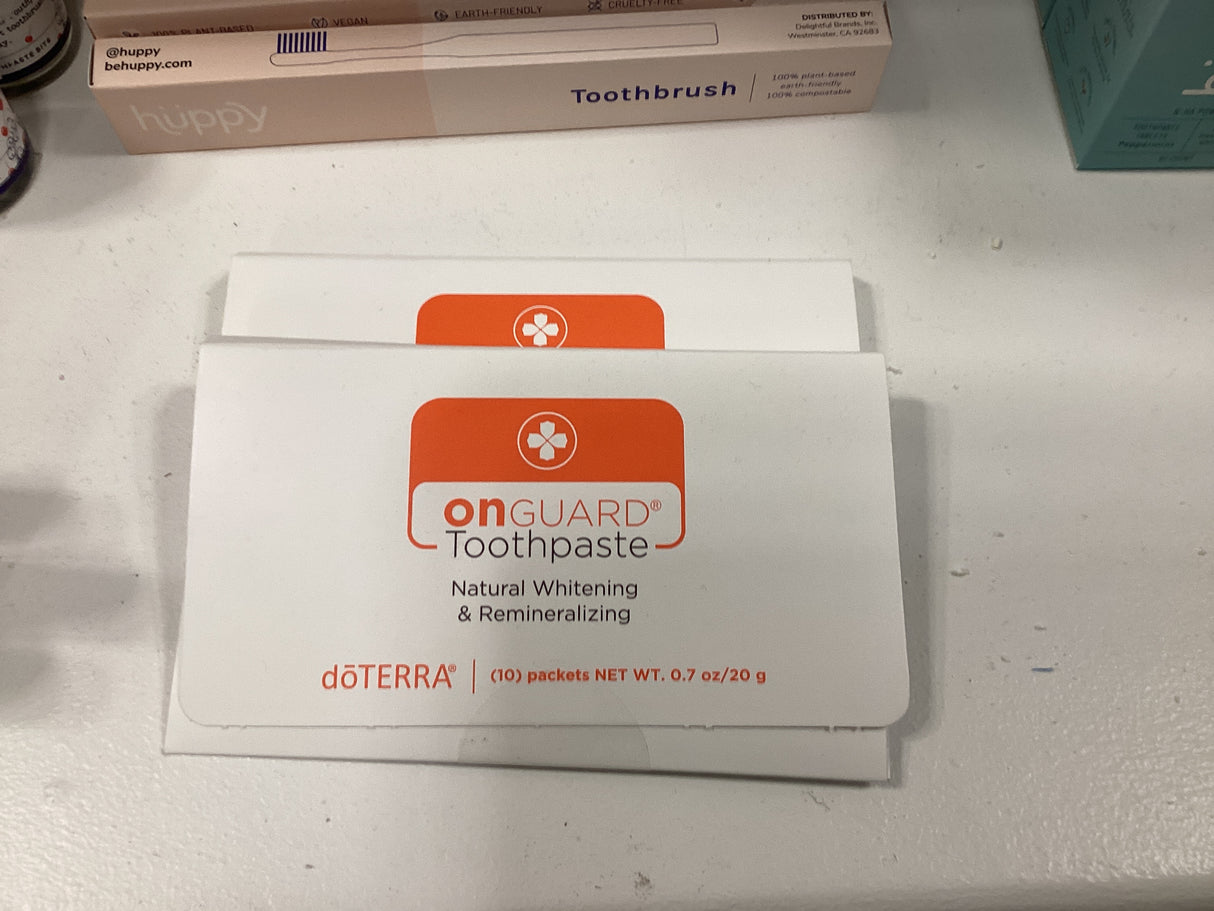 100% PLANT-BASED
VEGAN
EARTH-FRIENDLY
CRUELTY-FREE
@huppy
behuppy.com
DISTRIBUTED BY:
Delightful Brands, Inc.
Westminster, CA 92683
hüppy
Toothbrush
100% plant-based
earth-friendly
100% compostable
Peppermint
onGUARD®
Toothpaste
Natural Whitening
& Remineralizing
dōTERRA® | (10) packets NET WT. 0.7 oz/20 g